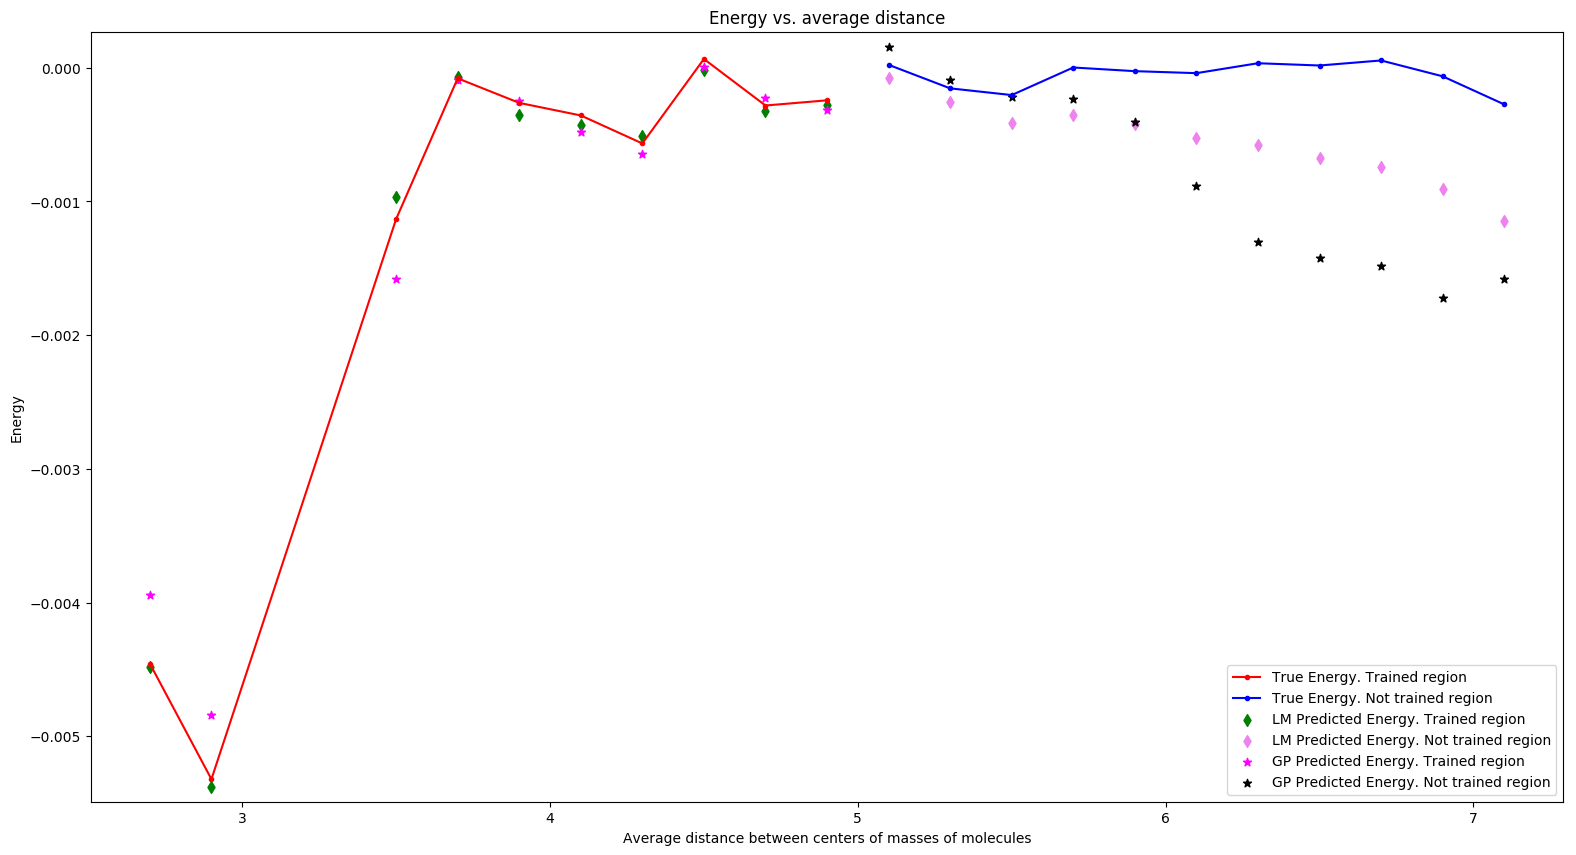 Energy vs. average distance
0.000
−0.001
−0.002
−0.003
−0.004
−0.005
Energy
3
4
5
6
7
Average distance between centers of masses of molecules
True Energy. Trained region
True Energy. Not trained region
LM Predicted Energy. Trained region
LM Predicted Energy. Not trained region
GP Predicted Energy. Trained region
GP Predicted Energy. Not trained region